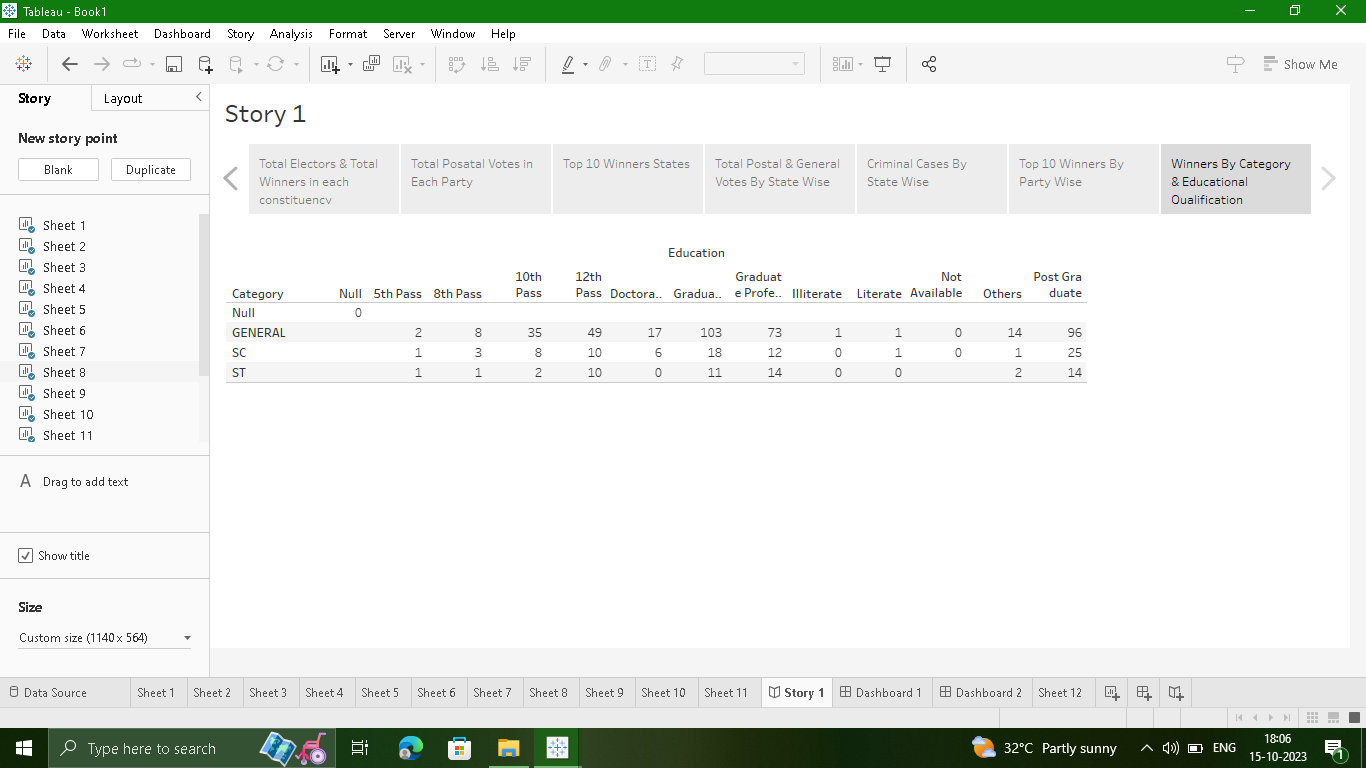 Tableau - Book1
File Data Worksheet Dashboard Story Analysis Format Server Window Help
Show Me
Story Layout
New story point
Blank Duplicate
Sheet 1
Sheet 2
Sheet 3
Sheet 4
Sheet 5
Sheet 6
Sheet 7
Sheet 8
Sheet 9
Sheet 10
Sheet 11
A Drag to add text
Show title
Size
Custom size (1140 x 564)
Story 1
Total Electors & Total
Winners in each
constituency
Total Posatal Votes in
Each Party
Top 10 Winners States
Total Postal & General
Votes By State Wise
Criminal Cases By
State Wise
Top 10 Winners By
Party Wise
Winners By Category
& Educational
Qualification
Education
Category Null 5th Pass 8th Pass 10th Pass 12th Pass Doctora.. Gradua.. Graduat e Profe.. Illiterate Literate Not Available Others Post Gra duate
Null 0
GENERAL 2 8 35 49 17 103 73 1 1 0 14 96
SC 1 3 8 10 6 18 12 0 1 0 1 25
ST 1 1 2 10 0 11 14 0 0 2 14
Data Source Sheet 1 Sheet 2 Sheet 3 Sheet 4 Sheet 5 Sheet 6 Sheet 7 Sheet 8 Sheet 9 Sheet 10 Sheet 11 Story 1 Dashboard 1 Dashboard 2 Sheet 12
Type here to search
32°C Partly sunny
ENG
18:06
15-10-2023
1